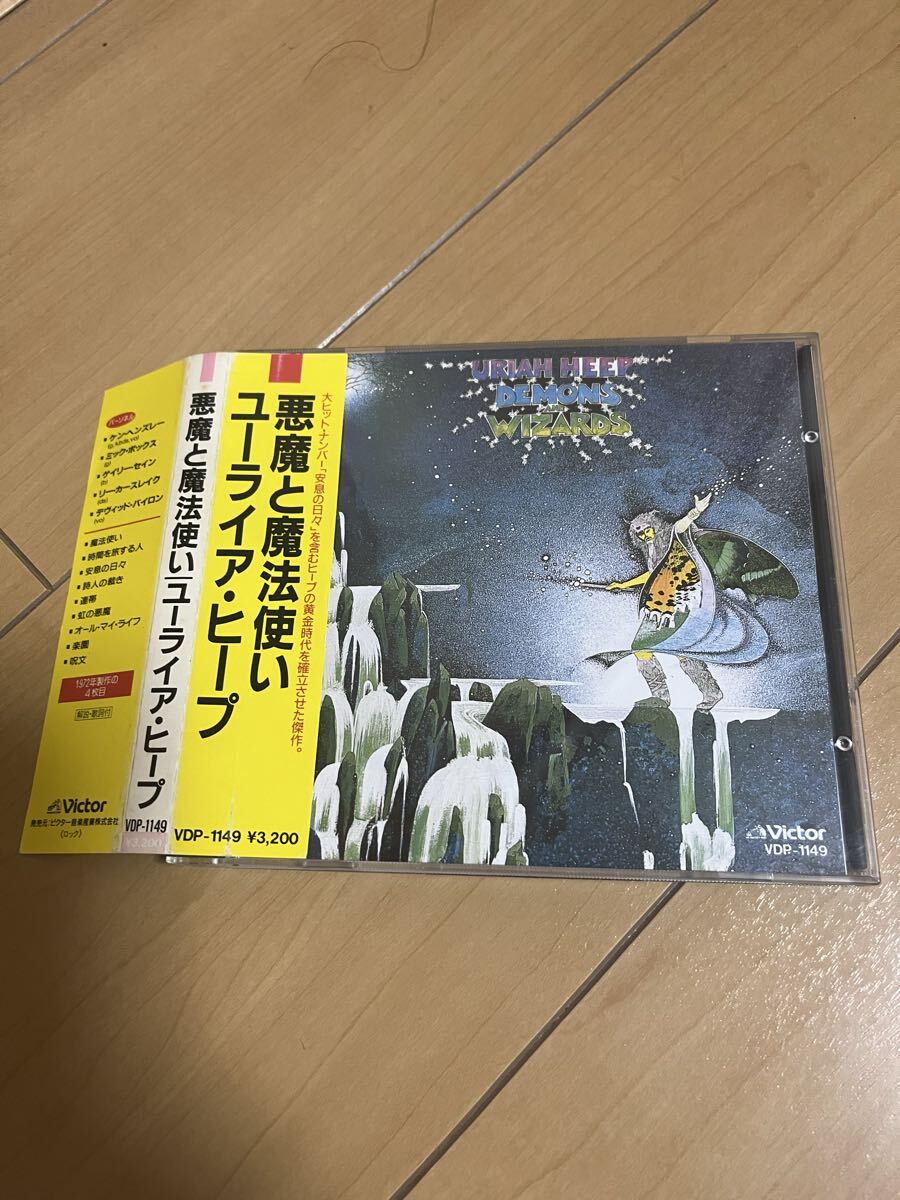 パーソネル
• ケン・ヘンズレー
(g, kbds, vo)
• ミック・ボックス
(g)
• ゲイリー・セイン
(b)
• リー・カースレイク
(ds)
• デヴィッド・バイロン
(vo)
• 魔法使い
• 時間を旅する人
• 安息の日々
• 詩人の裁き
• 連帯
• 虹の悪魔
• オール・マイ・ライフ
• 楽園
• 呪文
1972年製作の
4枚目
解説・歌詞付
Victor
発売元:ビクター音楽産業株式会社
(ロック)
悪魔と魔法使い|ユーライア・ヒープ
VDP-1149
¥3,200
大ヒット・ナンバー「安息の日々」を含むヒープの黄金時代を確立させた傑作。
悪魔と魔法使い
ユーライア・ヒープ
VDP-1149 ¥3,200
URIAH HEEP
DEMONS
WIZARDS
Victor
VDP-1149